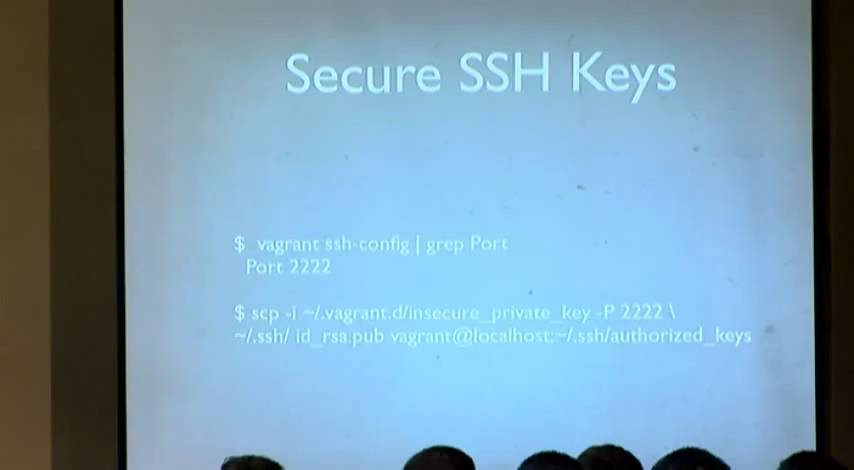 Secure SSH Keys
$ vagrant ssh-config | grep Port
Port 2222
$ scp -i ~/.vagrant.d/insecure_private_key -P 2222 \
~/.ssh/ id_rsa.pub vagrant@localhost:~/.ssh/authorized_keys